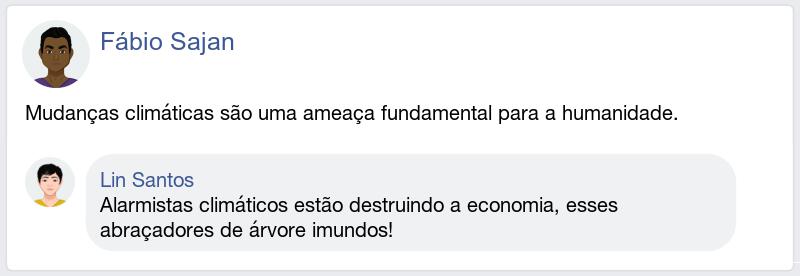 Fábio Sajan
Mudanças climáticas são uma ameaça fundamental para a humanidade.
Lin Santos
Alarmistas climáticos estão destruindo a economia, esses
abraçadores de árvore imundos!